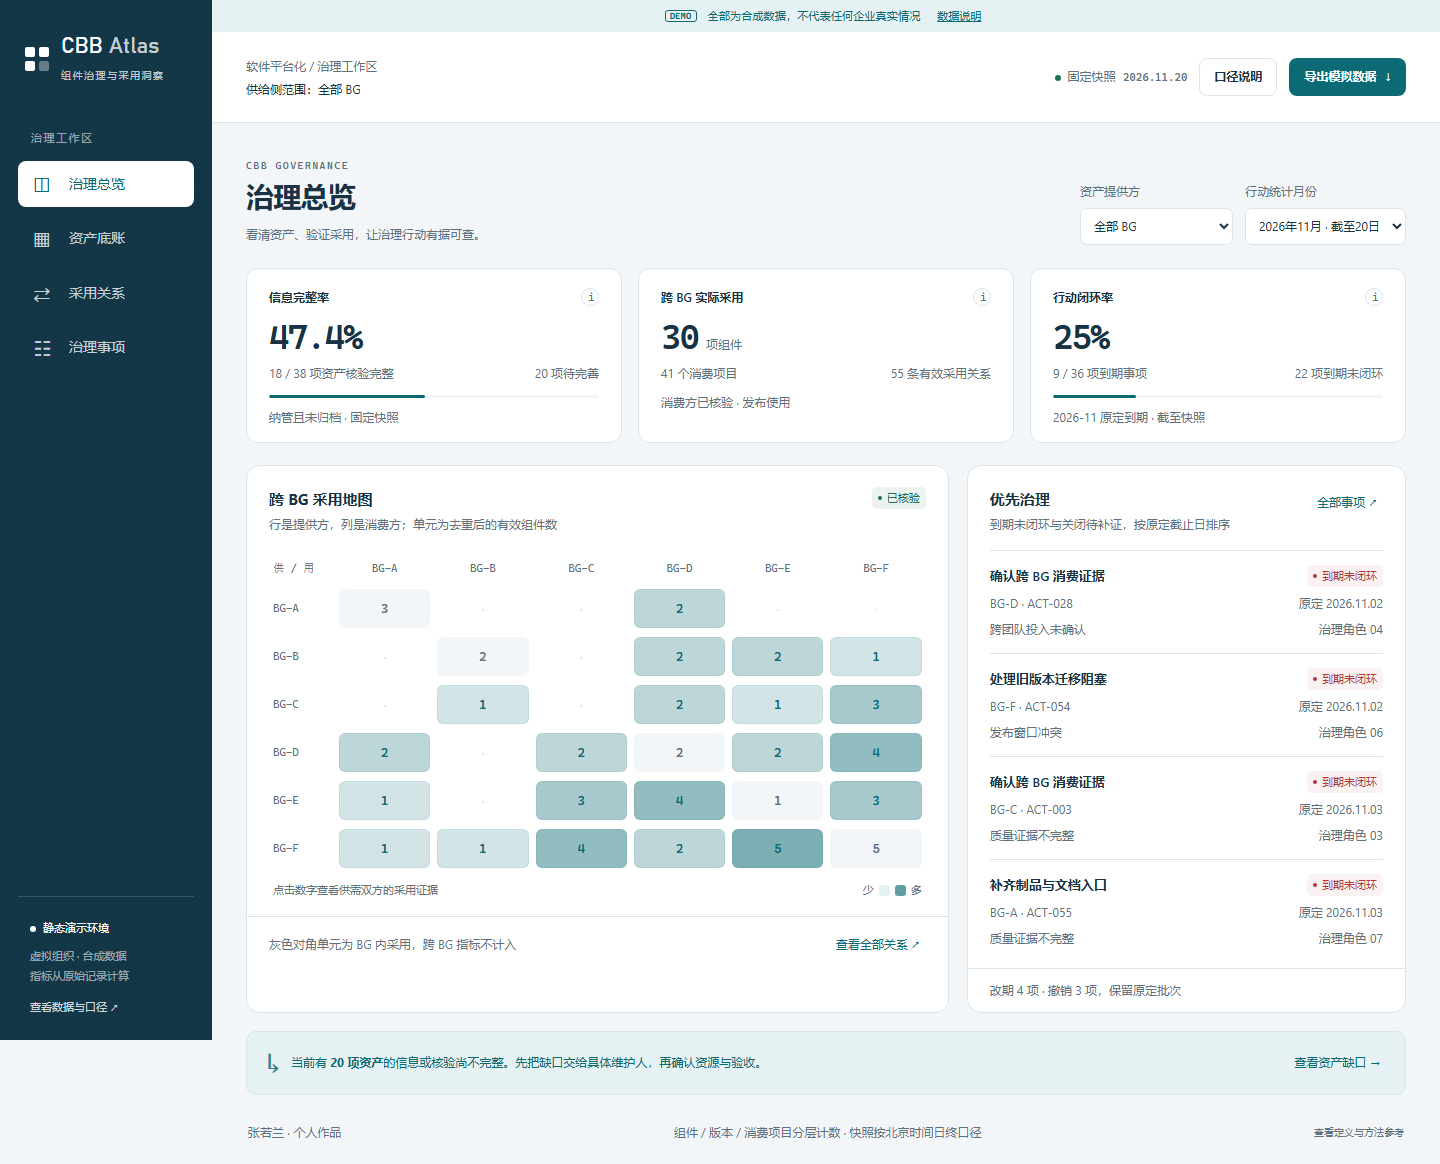 CBB Atlas
组件治理与采用洞察
治理工作区
治理总览
资产底账
采用关系
治理事项
静态演示环境
虚拟组织 · 合成数据
指标从原始记录计算
查看数据与口径 ↗
DEMO 全部为合成数据，不代表任何企业真实情况 数据说明
软件平台化 / 治理工作区
供给侧范围：全部 BG
固定快照 2026.11.20
口径说明
导出模拟数据 ↓
CBB GOVERNANCE
治理总览
看清资产、验证采用，让治理行动有据可查。
资产提供方
全部 BG
行动统计月份
2026年11月 · 截至20日
信息完整率 i
47.4%
18 / 38 项资产核验完整 20 项待完善
纳管且未归档 · 固定快照
跨 BG 实际采用 i
30 项组件
41 个消费项目 55 条有效采用关系
消费方已核验 · 发布使用
行动闭环率 i
25%
9 / 36 项到期事项 22 项到期未闭环
2026-11 原定到期 · 截至快照
跨 BG 采用地图 已核验
行是提供方，列是消费方；单元为去重后的有效组件数
供 / 用 BG-A BG-B BG-C BG-D BG-E BG-F
BG-A 3 · · 2 · ·
BG-B · 2 · 2 2 1
BG-C · 1 · 2 1 3
BG-D 2 · 2 2 2 4
BG-E 1 · 3 4 1 3
BG-F 1 1 4 2 5 5
点击数字查看供需双方的采用证据 少 多
灰色对角单元为 BG 内采用，跨 BG 指标不计入 查看全部关系 ↗
优先治理 全部事项 ↗
到期未闭环与关闭待补证，按原定截止日排序
确认跨 BG 消费证据 到期未闭环
BG-D · ACT-028 原定 2026.11.02
跨团队投入未确认 治理角色 04
处理旧版本迁移阻塞 到期未闭环
BG-F · ACT-054 原定 2026.11.02
发布窗口冲突 治理角色 06
确认跨 BG 消费证据 到期未闭环
BG-C · ACT-003 原定 2026.11.03
质量证据不完整 治理角色 03
补齐制品与文档入口 到期未闭环
BG-A · ACT-055 原定 2026.11.03
质量证据不完整 治理角色 07
改期 4 项 · 撤销 3 项，保留原定批次
当前有 20 项资产的信息或核验尚不完整。先把缺口交给具体维护人，再确认资源与验收。 查看资产缺口 →
张若兰 · 个人作品 组件 / 版本 / 消费项目分层计数 · 快照按北京时间日终口径 查看定义与方法参考